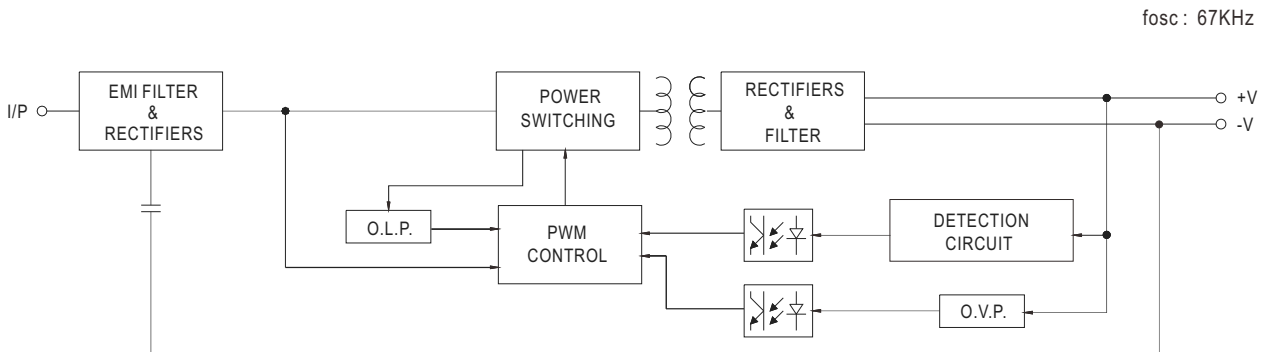 fosc : 67KHz
I/P
EMI FILTER
&
RECTIFIERS
POWER
SWITCHING
RECTIFIERS
&
FILTER
+V
-V
O.L.P.
PWM
CONTROL
DETECTION
CIRCUIT
O.V.P.